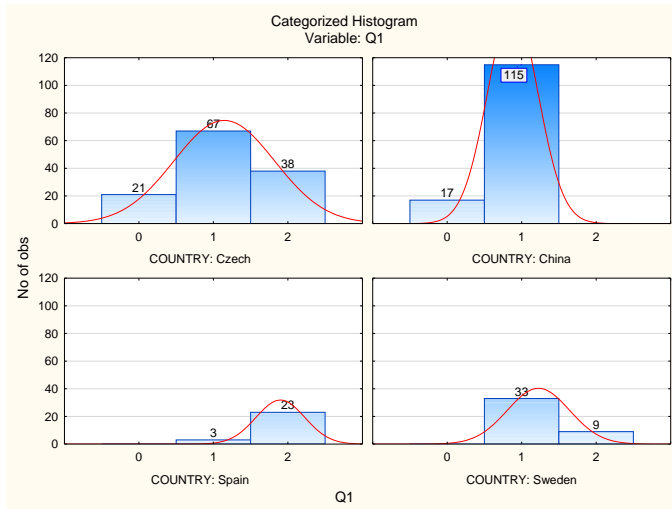 Categorized Histogram
Variable: Q1
No of obs
120
100
80
60
40
20
0
21
67
38
0 1 2
COUNTRY: Czech
17
115
0 1 2
COUNTRY: China
120
100
80
60
40
20
0
3
23
0 1 2
COUNTRY: Spain
33
9
0 1 2
COUNTRY: Sweden
Q1